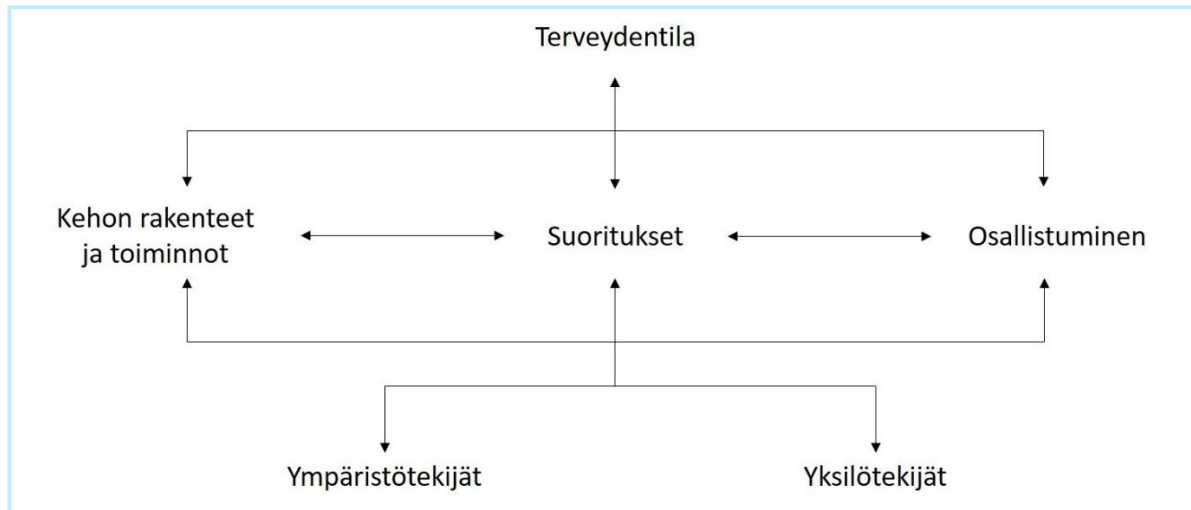 Terveydentila
Kehon rakenteet
ja toiminnot
Suoritukset
Osallistuminen
Ympäristötekijät
Yksilötekijät